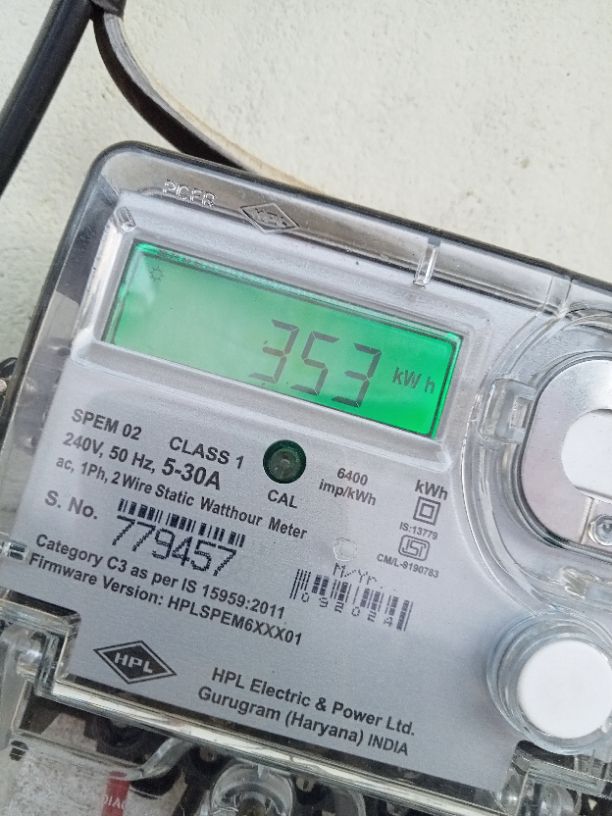 353 kW h
SPEM 02 CLASS 1
240V, 50 Hz, 5-30A
ac, 1Ph, 2 Wire Static Watthour Meter
CAL
6400
imp/kWh
kWh
IS:13779
CM/L-9190783
S. No.
779457
M/Yr.
Category C3 as per IS 15959:2011
Firmware Version: HPLSPEM6XXX01
HPL
HPL Electric & Power Ltd.
Gurugram (Haryana) INDIA